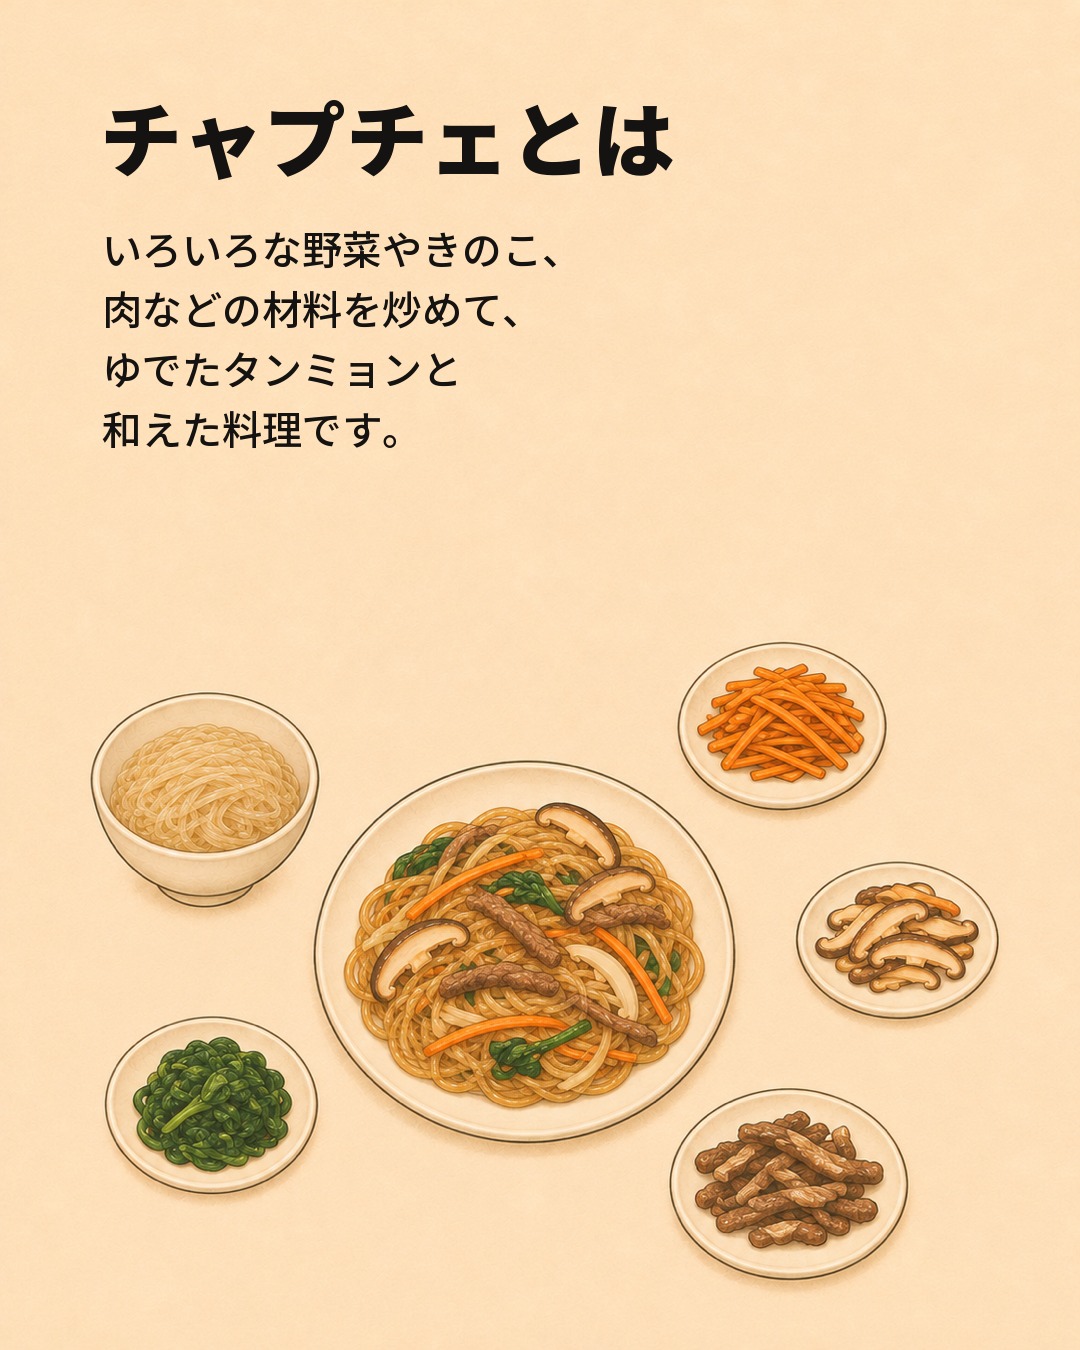 チャプチェとは
いろいろな野菜やきのこ、
肉などの材料を炒めて、
ゆでたタンミョンと
和えた料理です。